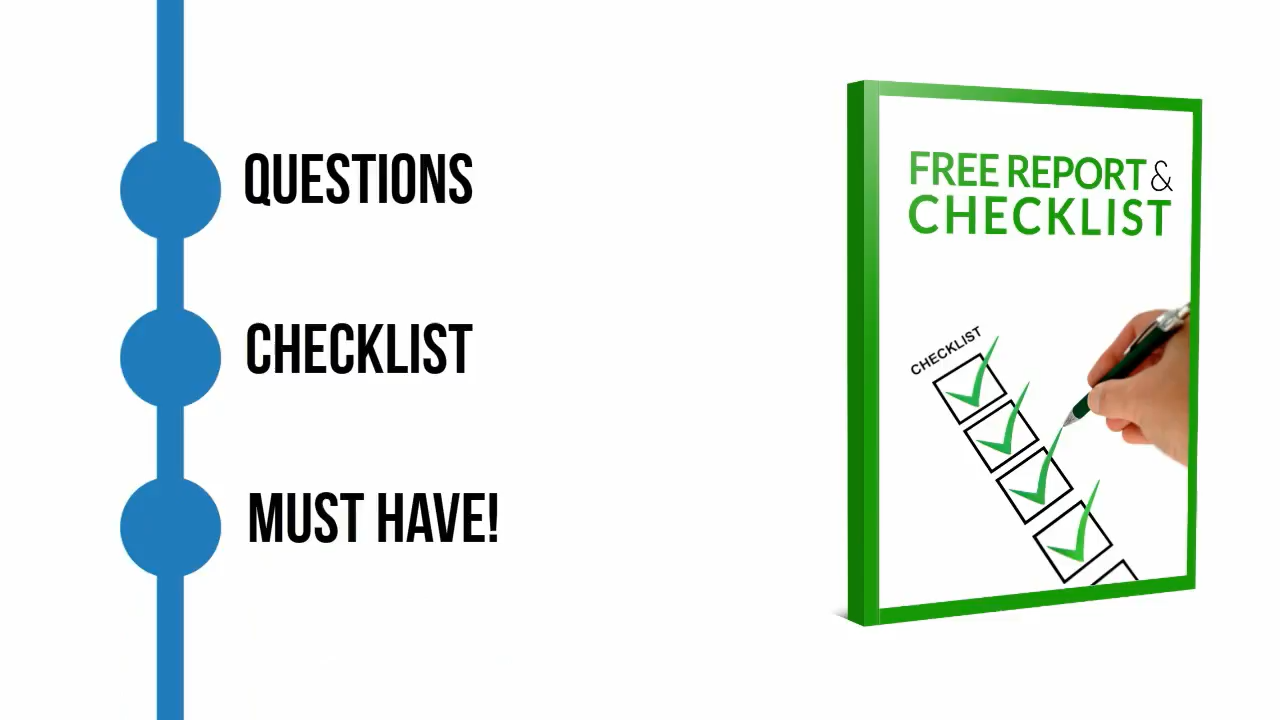 QUESTIONS
CHECKLIST
MUST HAVE!
FREE REPORT &
CHECKLIST
CHECKLIST